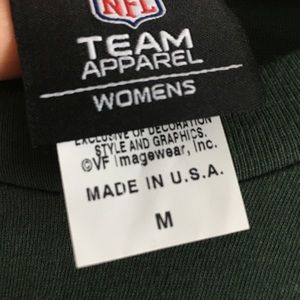 NFL
TEAM
APPAREL
WOMENS
EXCLUSIVE OF DECORATION
STYLE AND GRAPHICS.
©VF Imagewear, Inc.
MADE IN U.S.A.
M